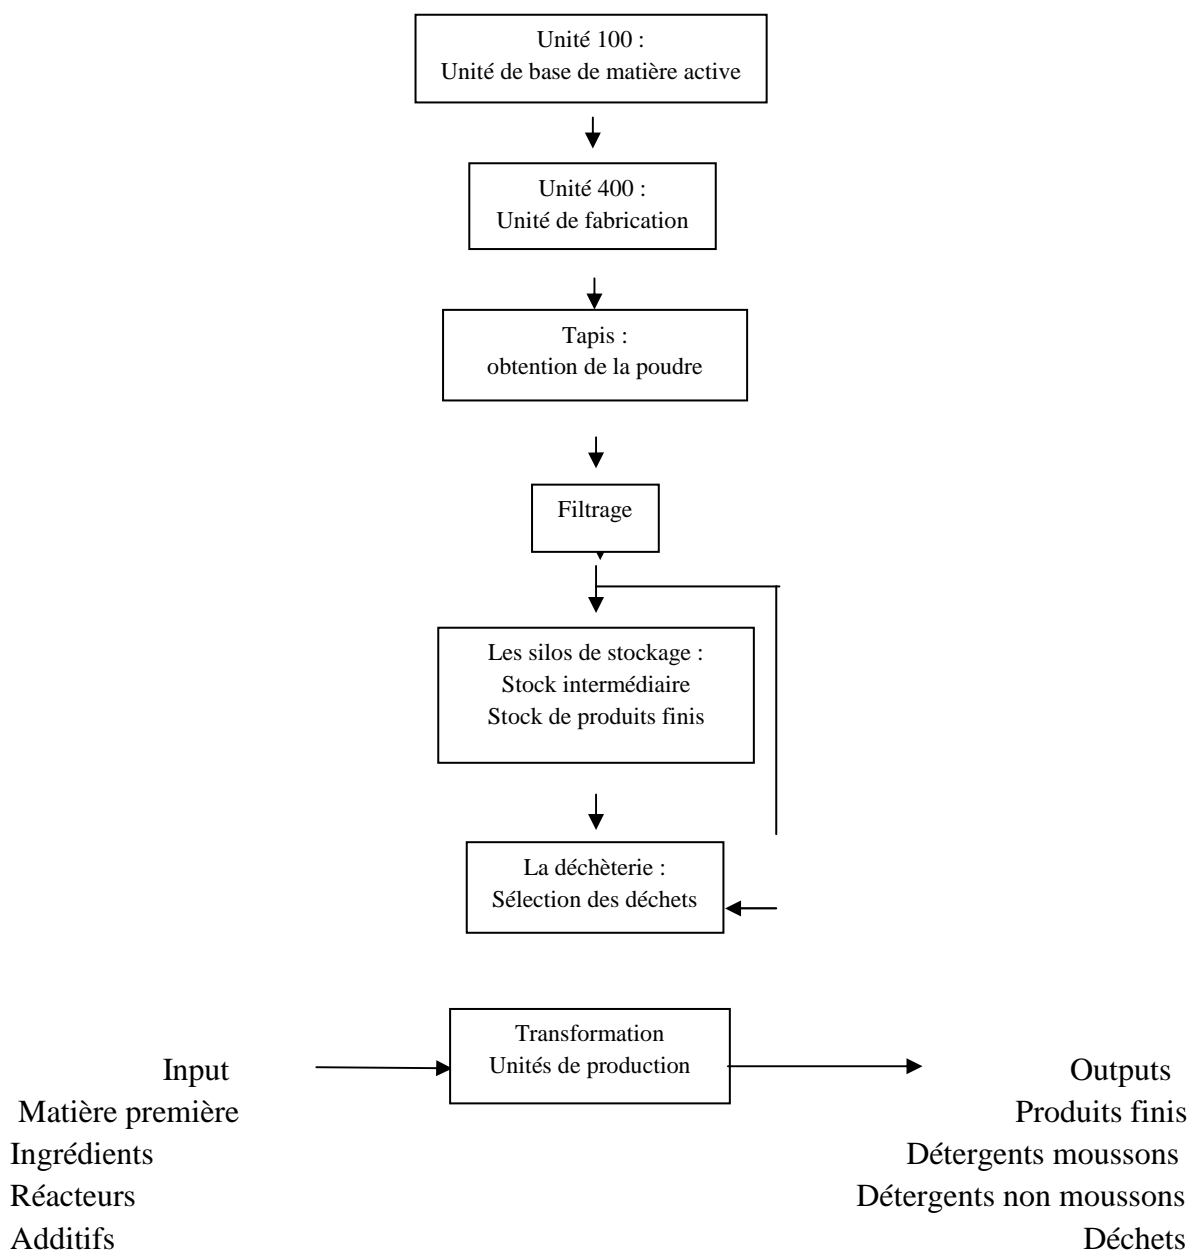 Unité 100 :
Unité de base de matière active
Unité 400 :
Unité de fabrication
Tapis :
obtention de la poudre
Filtrage
Les silos de stockage :
Stock intermédiaire
Stock de produits finis
La déchèterie :
Sélection des déchets
Transformation
Unités de production
Input
Matière première
Ingrédients
Réacteurs
Additifs
Outputs
Produits finis
Détergents moussons
Détergents non moussons
Déchets